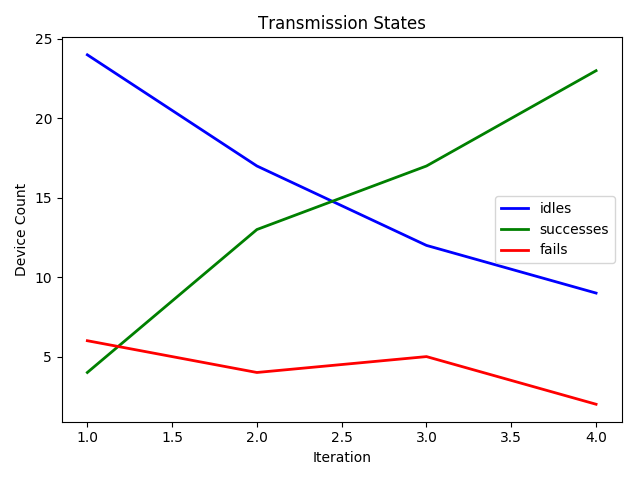 Transmission States
Device Count
25
20
15
10
5
idles
successes
fails
1.0 1.5 2.0 2.5 3.0 3.5 4.0
Iteration